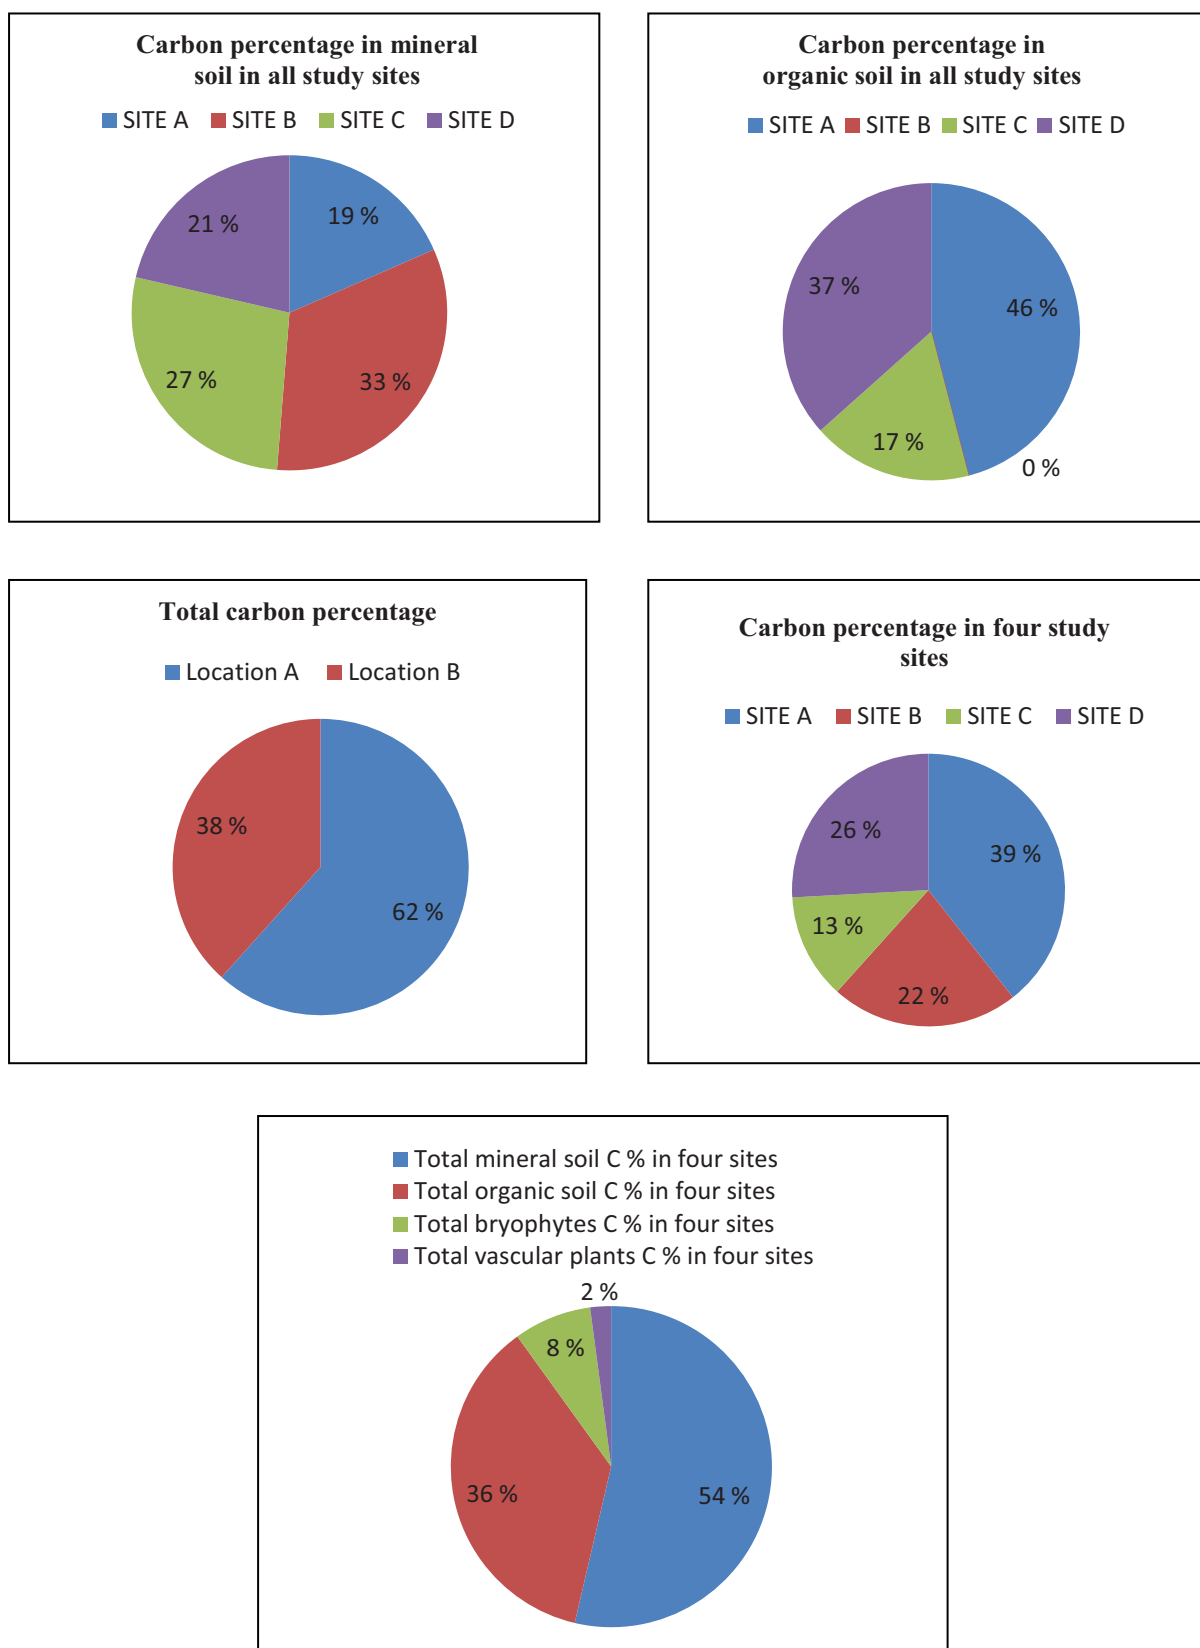 Carbon percentage in mineral
soil in all study sites
SITE A SITE B SITE C SITE D
19 %
21 %
27 %
33 %
Carbon percentage in
organic soil in all study sites
SITE A SITE B SITE C SITE D
37 %
46 %
17 %
0 %
Total carbon percentage
Location A Location B
38 %
62 %
Carbon percentage in four study
sites
SITE A SITE B SITE C SITE D
26 %
39 %
13 %
22 %
Total mineral soil C % in four sites
Total organic soil C % in four sites
Total bryophytes C % in four sites
Total vascular plants C % in four sites
2 %
8 %
36 %
54 %